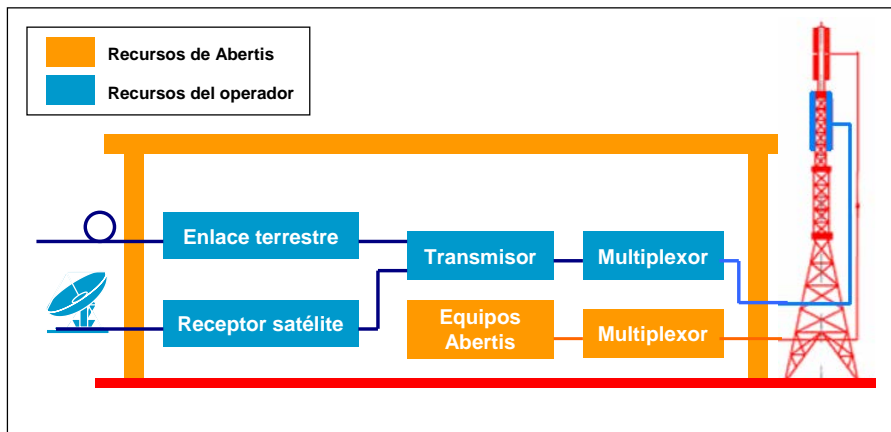 Recursos de Abertis
Recursos del operador
Enlace terrestre
Transmisor
Multiplexor
Receptor satélite
Equipos
Abertis
Multiplexor